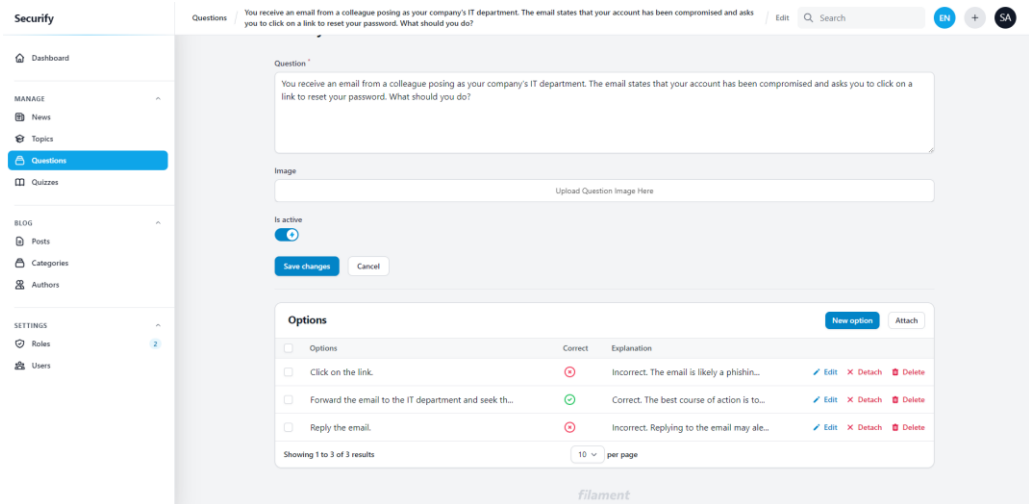 Securify
Questions / You receive an email from a colleague posing as your company's IT department. The email states that your account has been compromised and asks
you to click on a link to reset your password. What should you do? / Edit
Search
EN
+
SA
Dashboard
MANAGE
News
Topics
Questions
Quizzes
BLOG
Posts
Categories
Authors
SETTINGS
Roles 2
Users
Question *
You receive an email from a colleague posing as your company's IT department. The email states that your account has been compromised and asks you to click on a
link to reset your password. What should you do?
Image
Upload Question Image Here
Is active
Save changes Cancel
Options New option Attach
Options Correct Explanation
Click on the link. Incorrect. The email is likely a phishin... Edit Detach Delete
Forward the email to the IT department and seek th... Correct. The best course of action is to... Edit Detach Delete
Reply the email. Incorrect. Replying to the email may ale... Edit Detach Delete
Showing 1 to 3 of 3 results 10 per page
filament